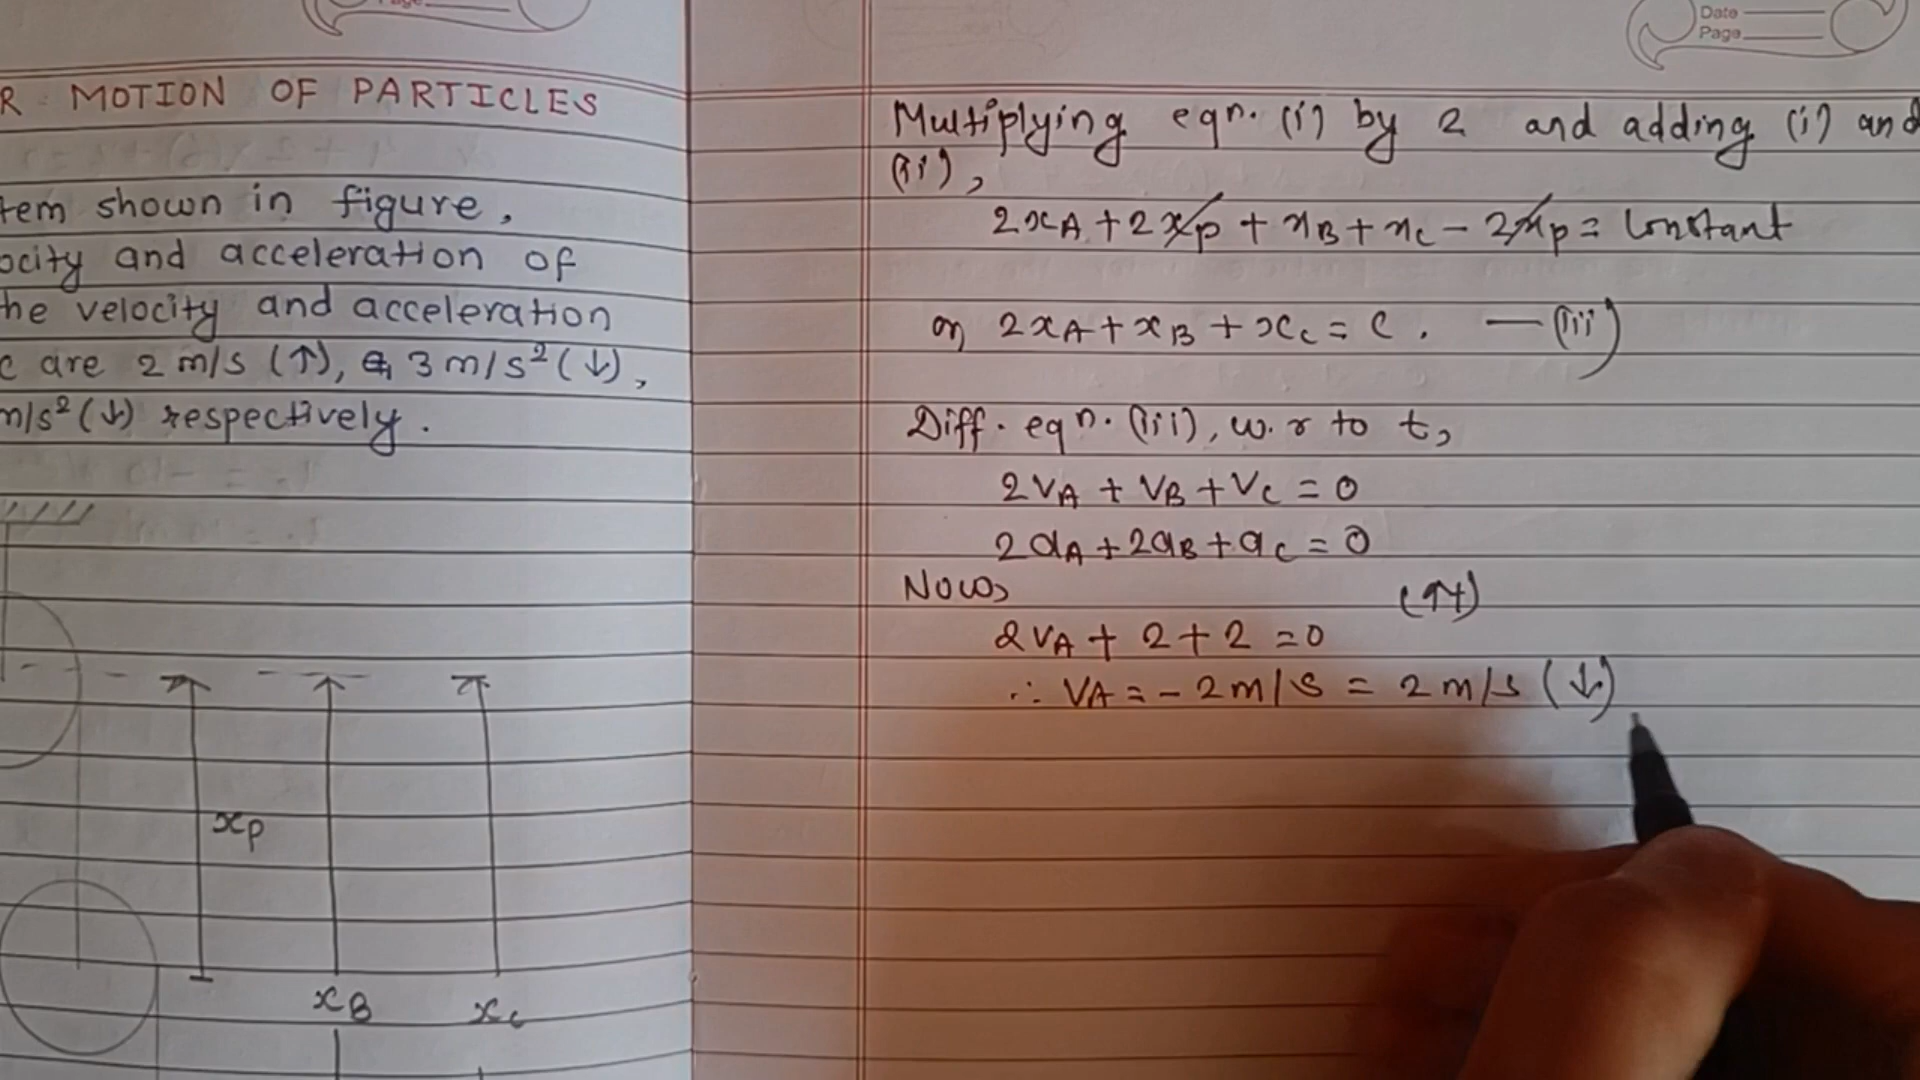 R MOTION OF PARTICLES
tem shown in figure,
ocity and acceleration of
he velocity and acceleration
c are 2 m/s (↑), 3 m/s² (↓),
m/s² (↓) respectively.
xp
xB
xc
Date
Page
Multiplying eqn. (i) by 2 and adding (i) and
(ii),
2xA + 2xp + xB + xc - 2xp = Constant
or 2xA + xB + xc = c. — (iii)
Diff. eqn. (iii), w.r to t,
2vA + vB + vc = 0
2aA + 2aB + ac = 0
Now, (↑+)
2vA + 2 + 2 = 0
∴ vA = - 2m/s = 2 m/s (↓)